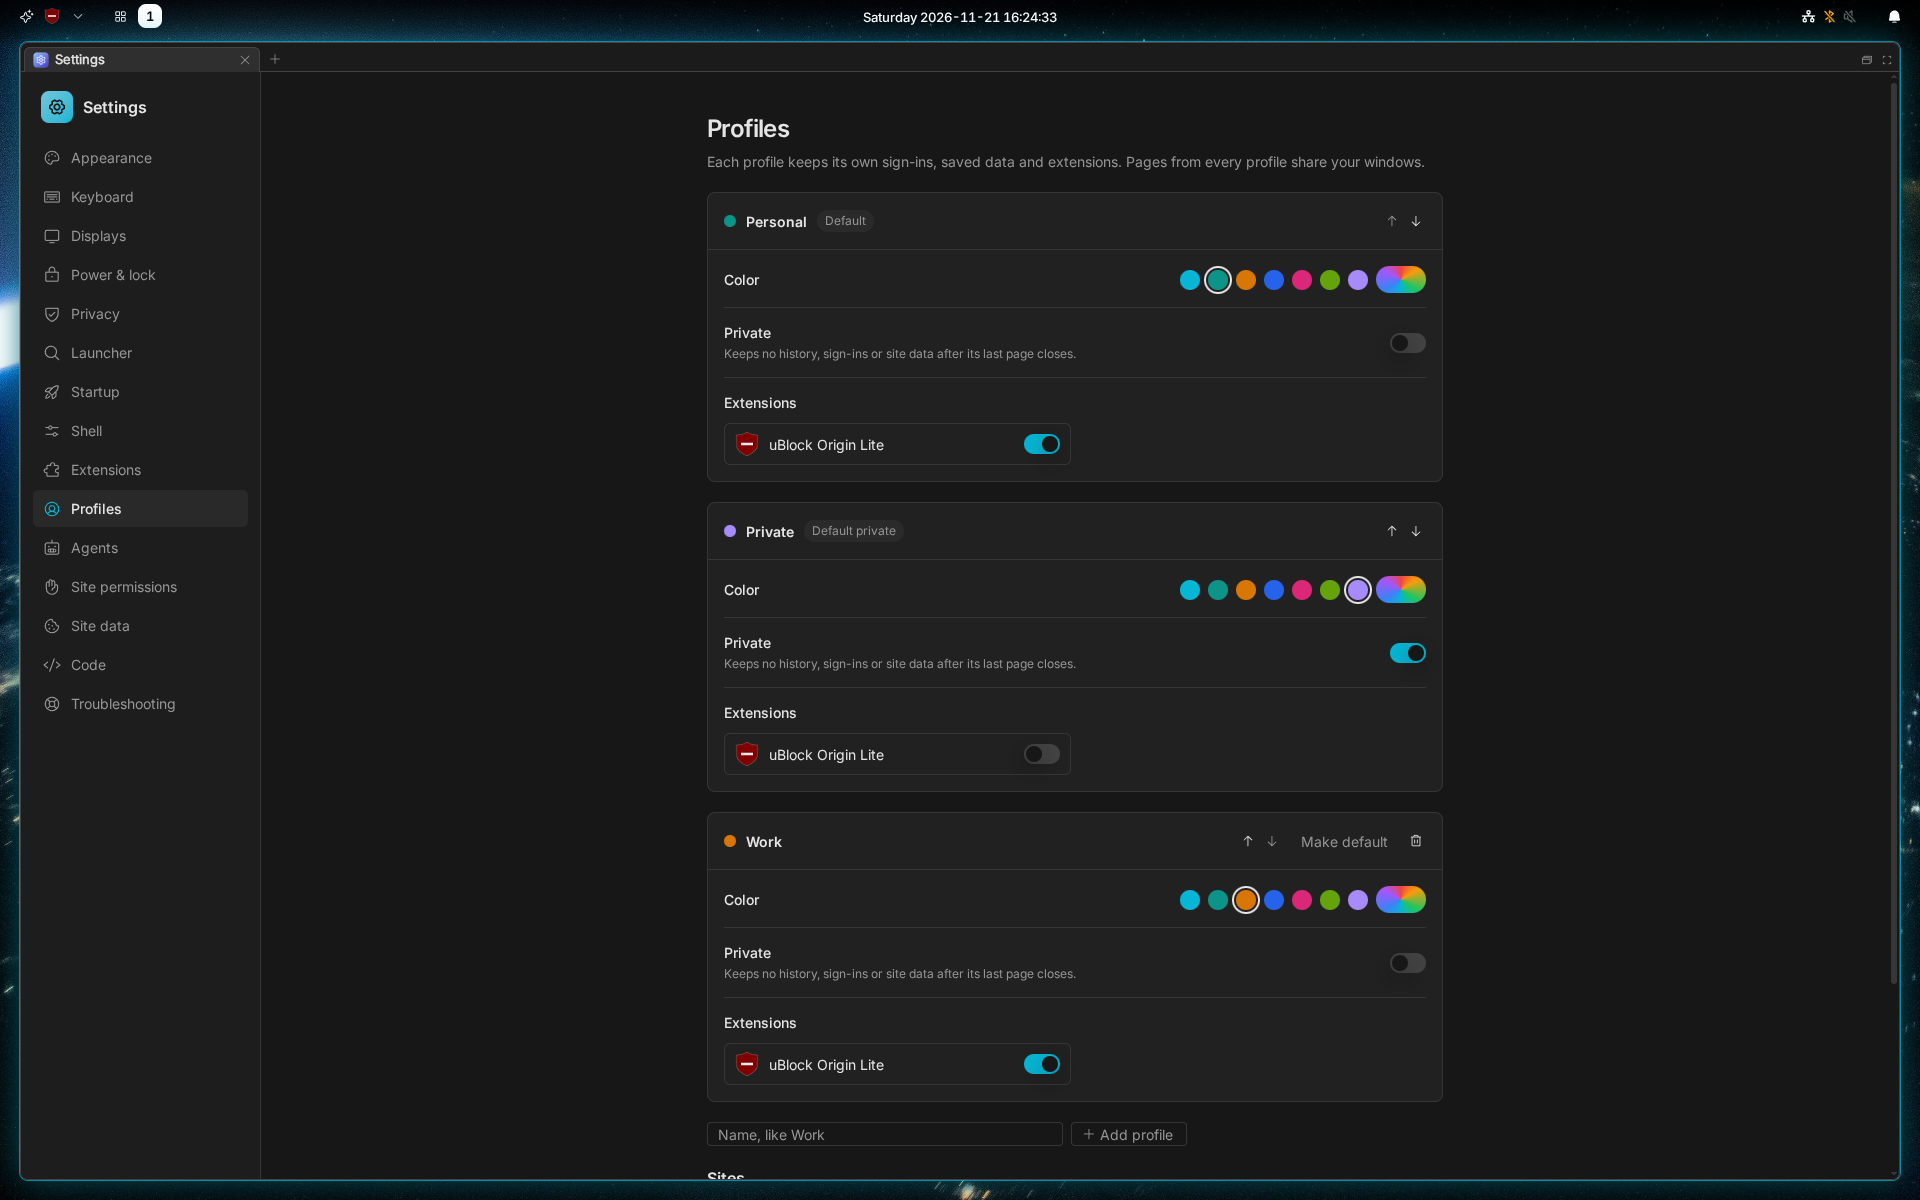 1
Saturday 2026-11-21 16:24:33
Settings
Settings
Appearance
Keyboard
Displays
Power & lock
Privacy
Launcher
Startup
Shell
Extensions
Profiles
Agents
Site permissions
Site data
Code
Troubleshooting
Profiles
Each profile keeps its own sign-ins, saved data and extensions. Pages from every profile share your windows.
Personal Default
Color
Private
Keeps no history, sign-ins or site data after its last page closes.
Extensions
uBlock Origin Lite
Private Default private
Color
Private
Keeps no history, sign-ins or site data after its last page closes.
Extensions
uBlock Origin Lite
Work Make default
Color
Private
Keeps no history, sign-ins or site data after its last page closes.
Extensions
uBlock Origin Lite
Name, like Work Add profile
Sites